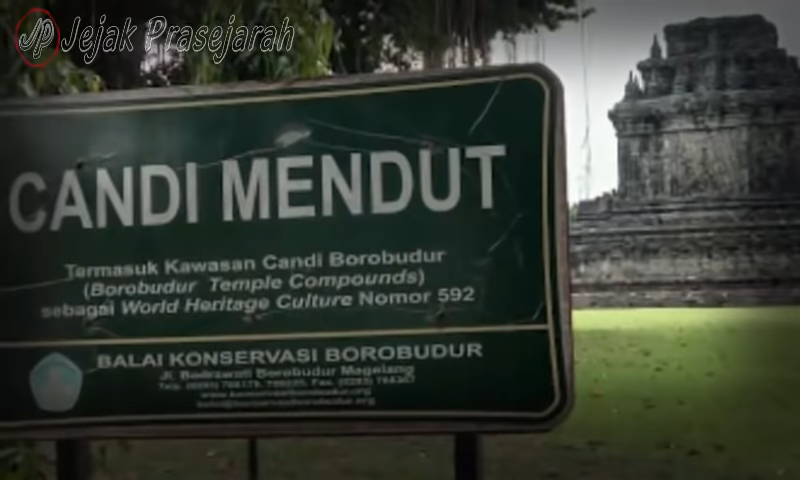 JP Jejak Prasejarah
CANDI MENDUT
Termasuk Kawasan Candi Borobudur
(Borobudur Temple Compounds)
sebagai World Heritage Culture Nomor 592
BALAI KONSERVASI BOROBUDUR
Jl. Badrawati Borobudur Magelang